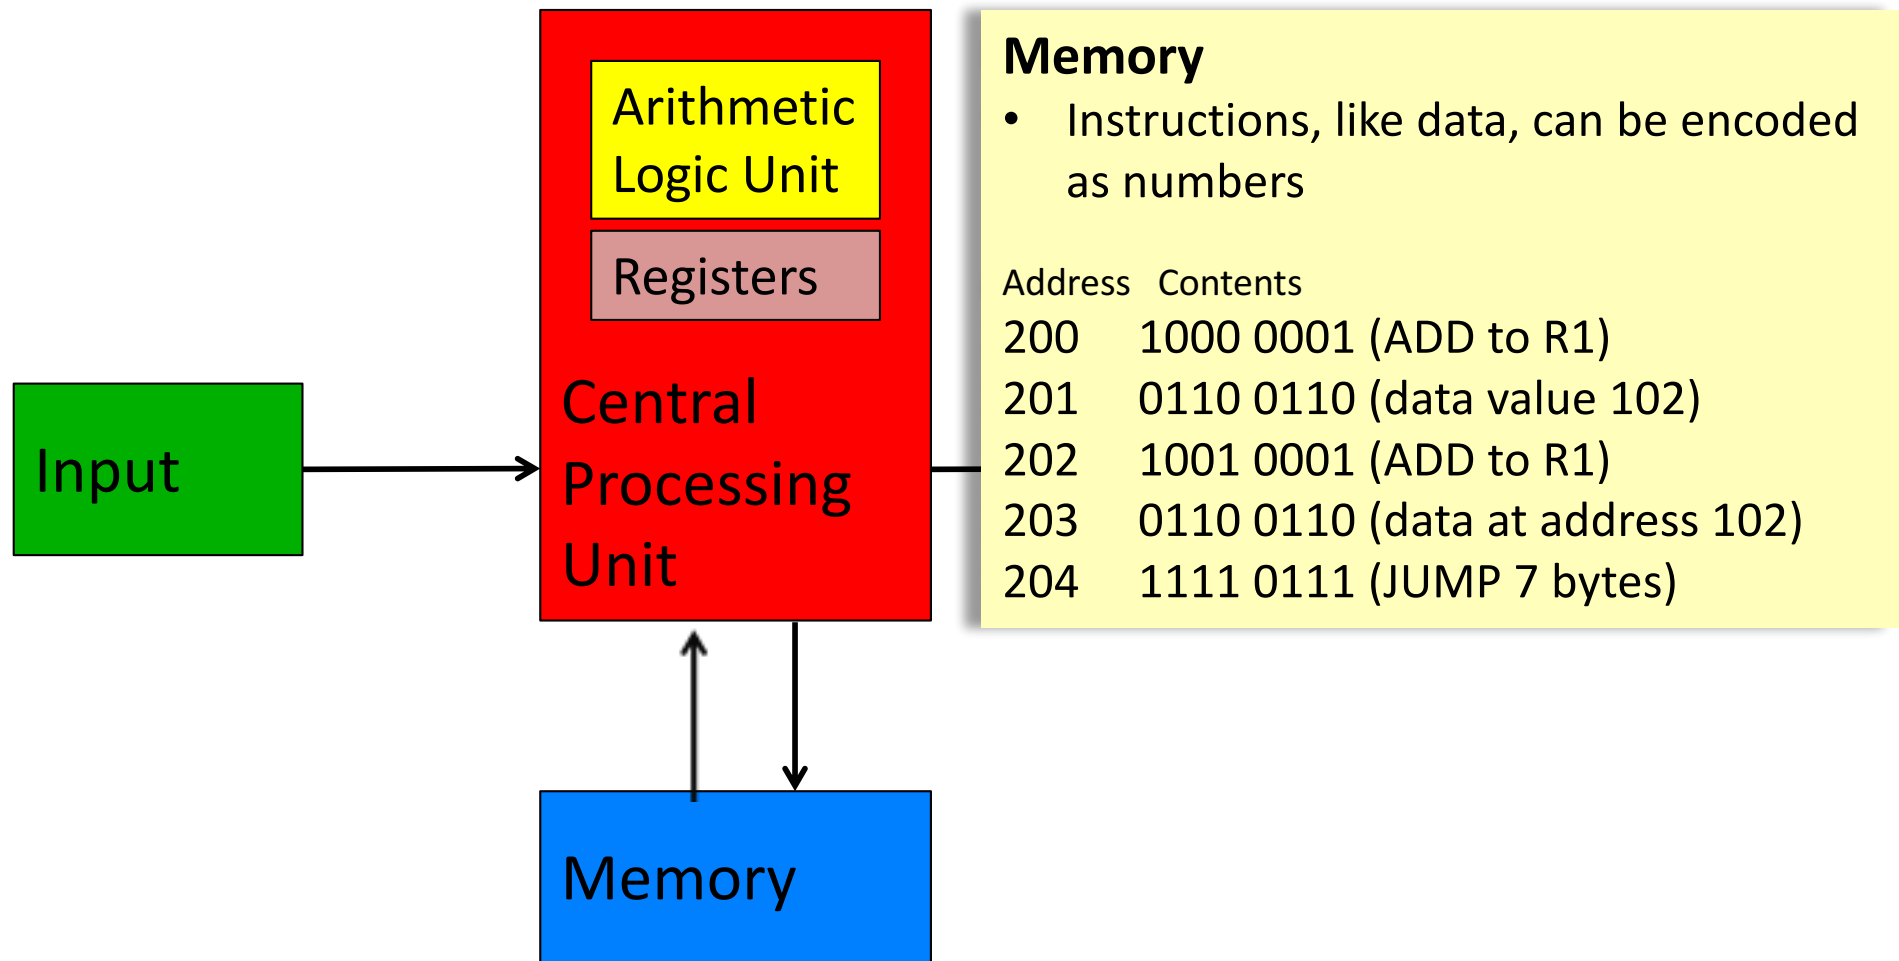 Arithmetic
Logic Unit
Registers
Central
Processing
Unit
Input
Memory
Memory
• Instructions, like data, can be encoded
as numbers
Address Contents
200 1000 0001 (ADD to R1)
201 0110 0110 (data value 102)
202 1001 0001 (ADD to R1)
203 0110 0110 (data at address 102)
204 1111 0111 (JUMP 7 bytes)